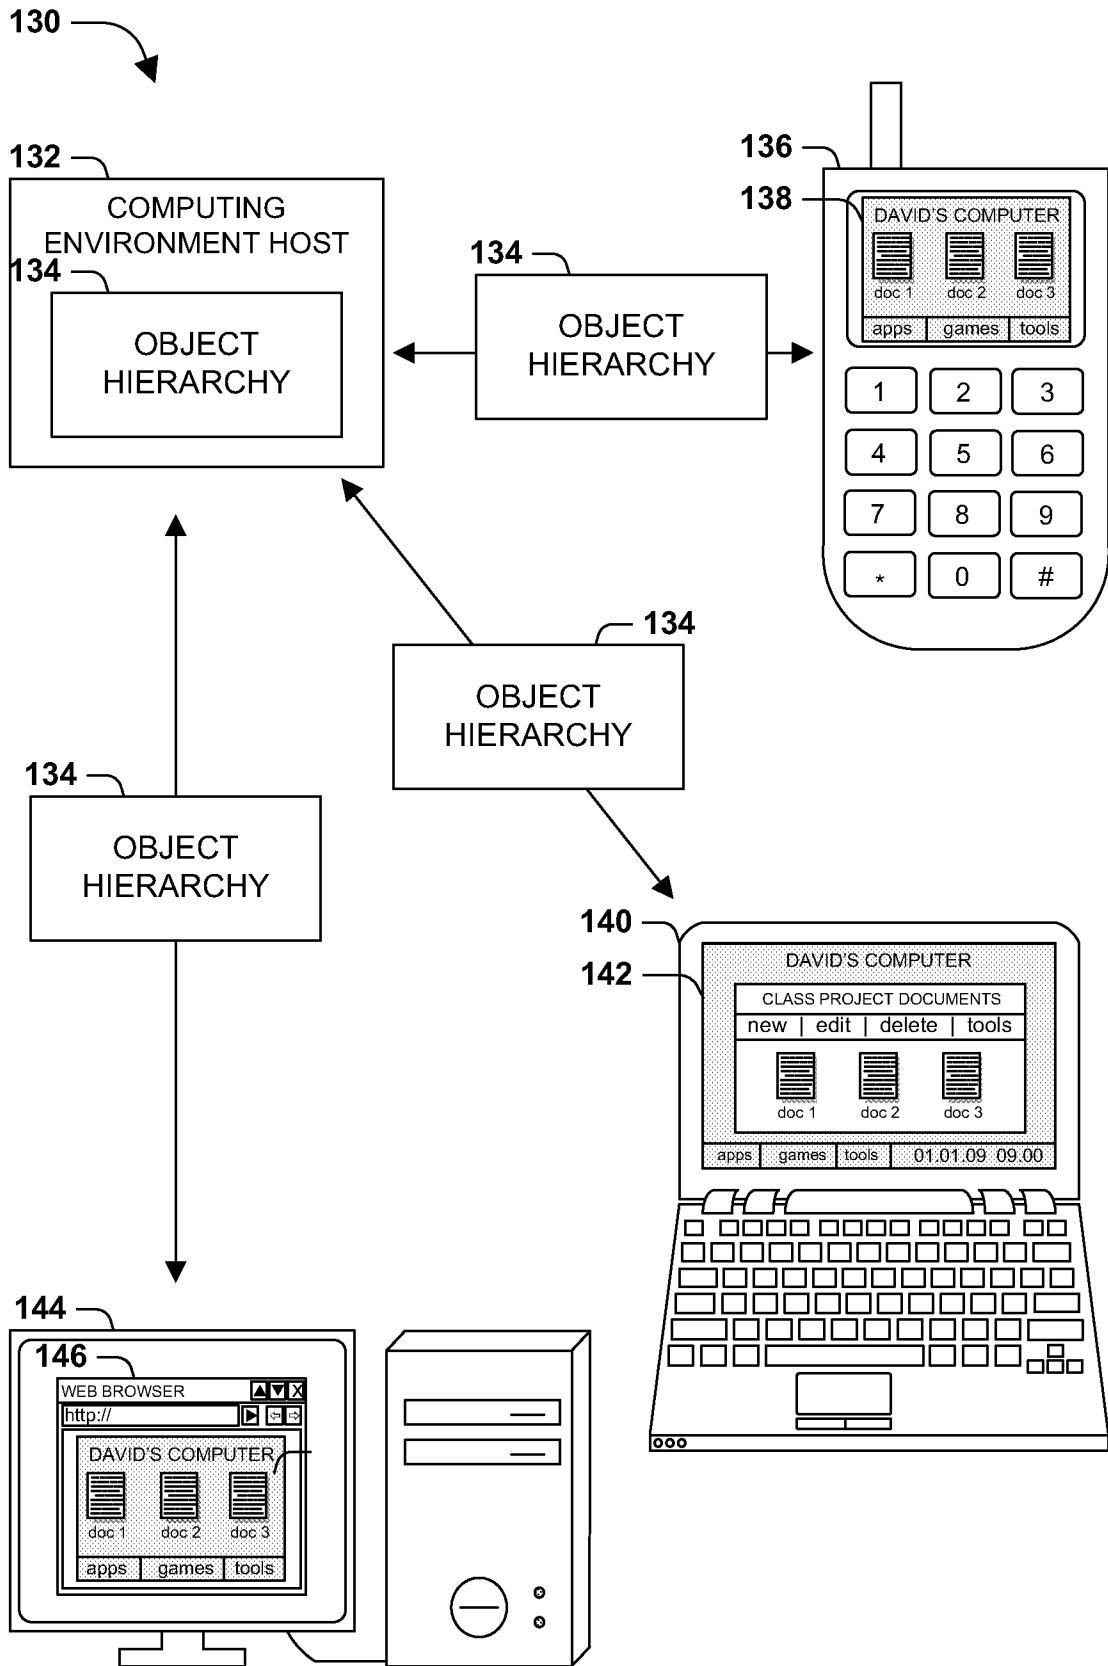 130
132
COMPUTING
ENVIRONMENT HOST
134
OBJECT
HIERARCHY
134
OBJECT
HIERARCHY
136
138
DAVID'S COMPUTER
doc 1 doc 2 doc 3
apps games tools
1 2 3
4 5 6
7 8 9
* 0 #
134
OBJECT
HIERARCHY
134
OBJECT
HIERARCHY
140
142
DAVID'S COMPUTER
CLASS PROJECT DOCUMENTS
new | edit | delete | tools
doc 1 doc 2 doc 3
apps games tools 01.01.09 09.00
144
146
WEB BROWSER X
http://
DAVID'S COMPUTER
doc 1 doc 2 doc 3
apps games tools